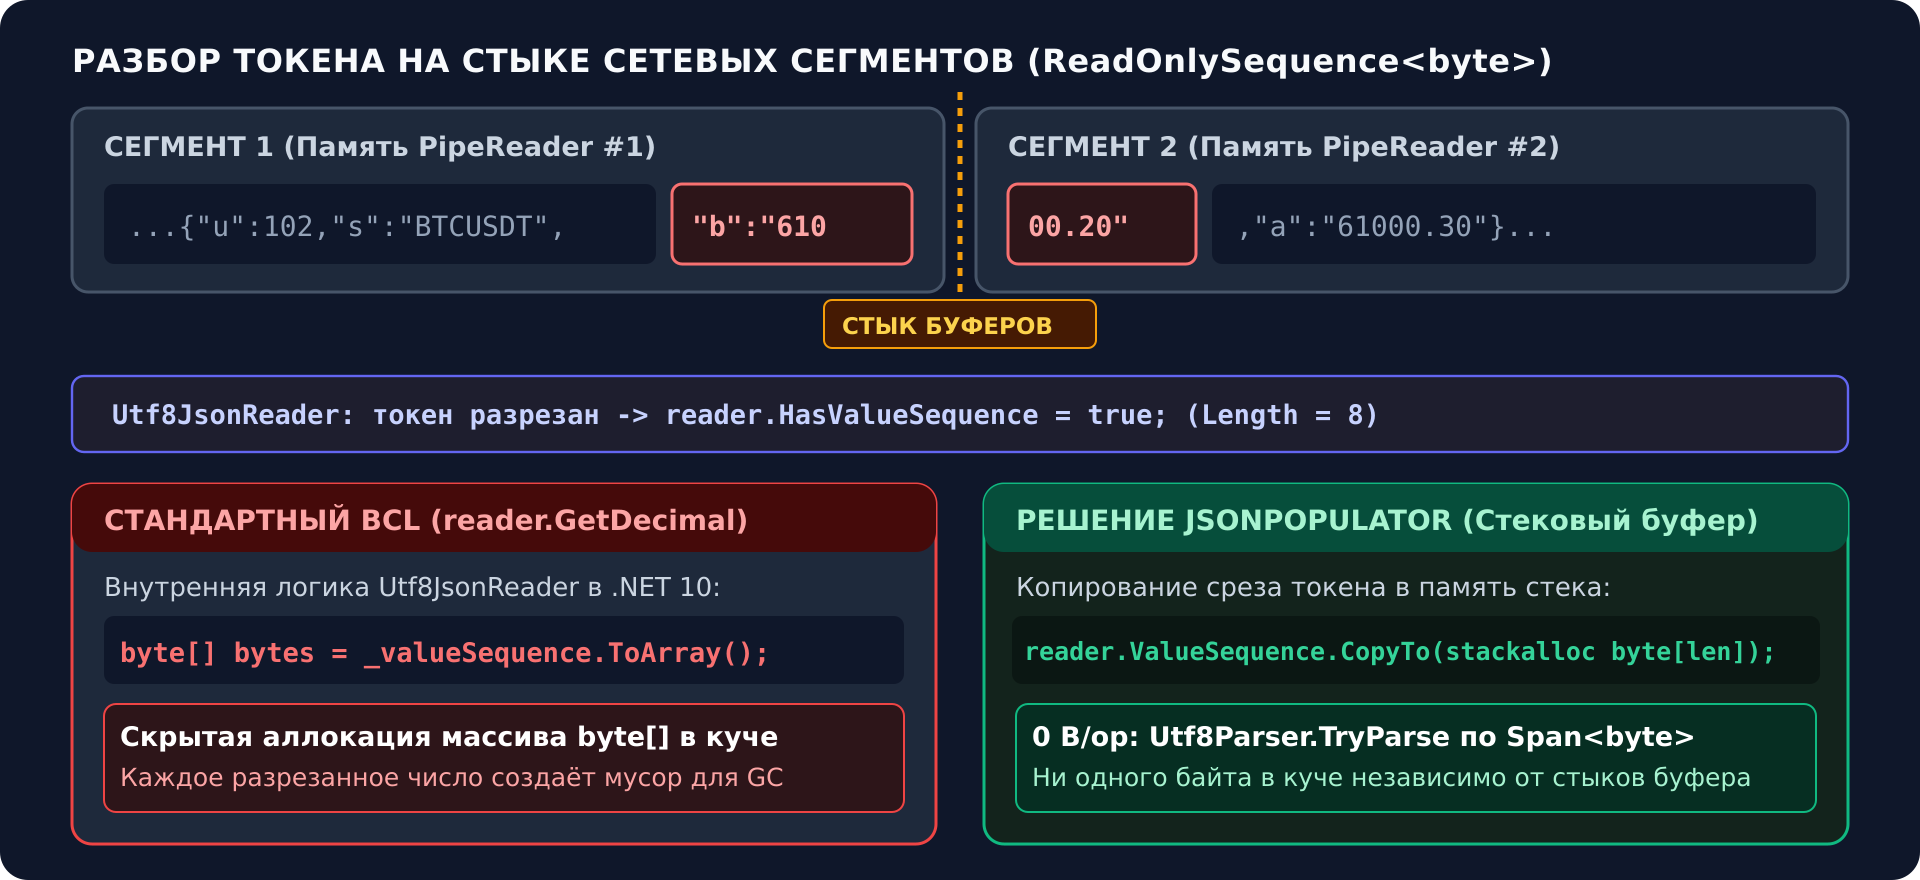 РАЗБОР ТОКЕНА НА СТЫКЕ СЕТЕВЫХ СЕГМЕНТОВ (ReadOnlySequence<byte>)
СЕГМЕНТ 1 (Память PipeReader #1)
...{"u":102,"s":"BTCUSDT",
"b":"610
СЕГМЕНТ 2 (Память PipeReader #2)
00.20"
,"a":"61000.30"}...
СТЫК БУФЕРОВ
Utf8JsonReader: токен разрезан -> reader.HasValueSequence = true; (Length = 8)
СТАНДАРТНЫЙ BCL (reader.GetDecimal)
Внутренняя логика Utf8JsonReader в .NET 10:
byte[] bytes = _valueSequence.ToArray();
Скрытая аллокация массива byte[] в куче
Каждое разрезанное число создаёт мусор для GC
РЕШЕНИЕ JSONPOPULATOR (Стековый буфер)
Копирование среза токена в память стека:
reader.ValueSequence.CopyTo(stackalloc byte[len]);
0 B/op: Utf8Parser.TryParse по Span<byte>
Ни одного байта в куче независимо от стыков буфера